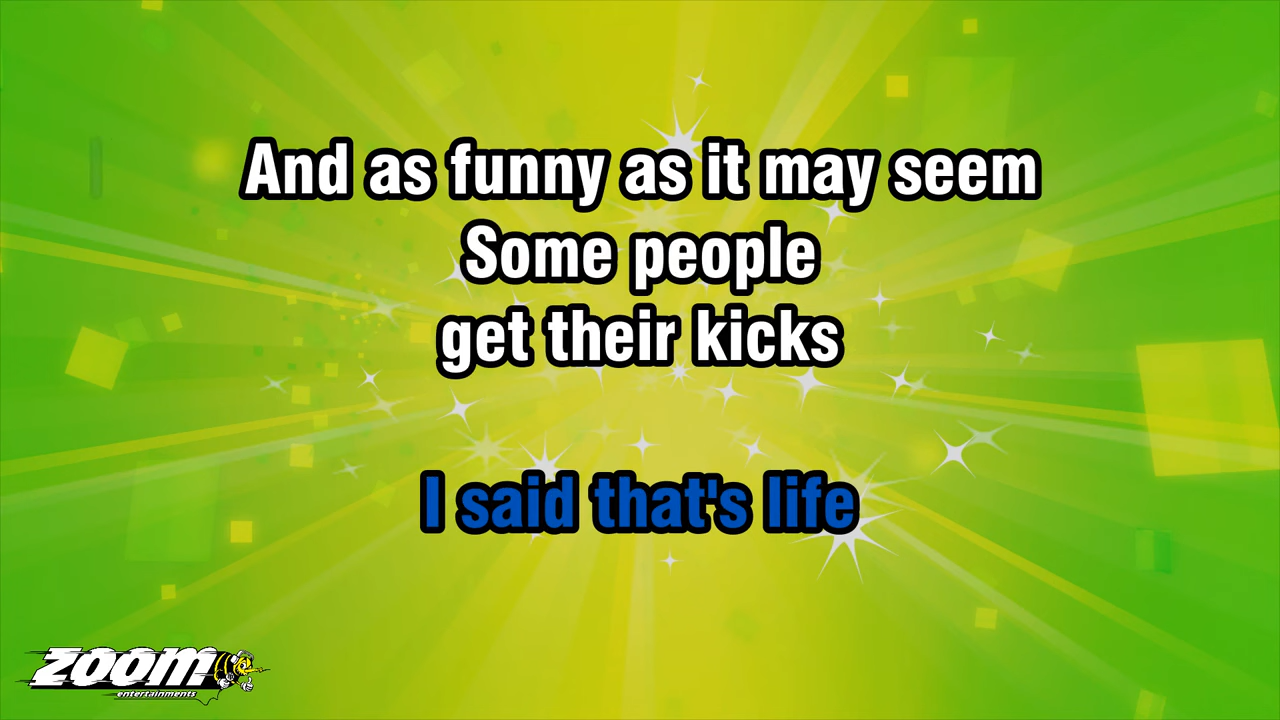 And as funny as it may seem
Some people
get their kicks
I said that's life
ZOOM
entertainments